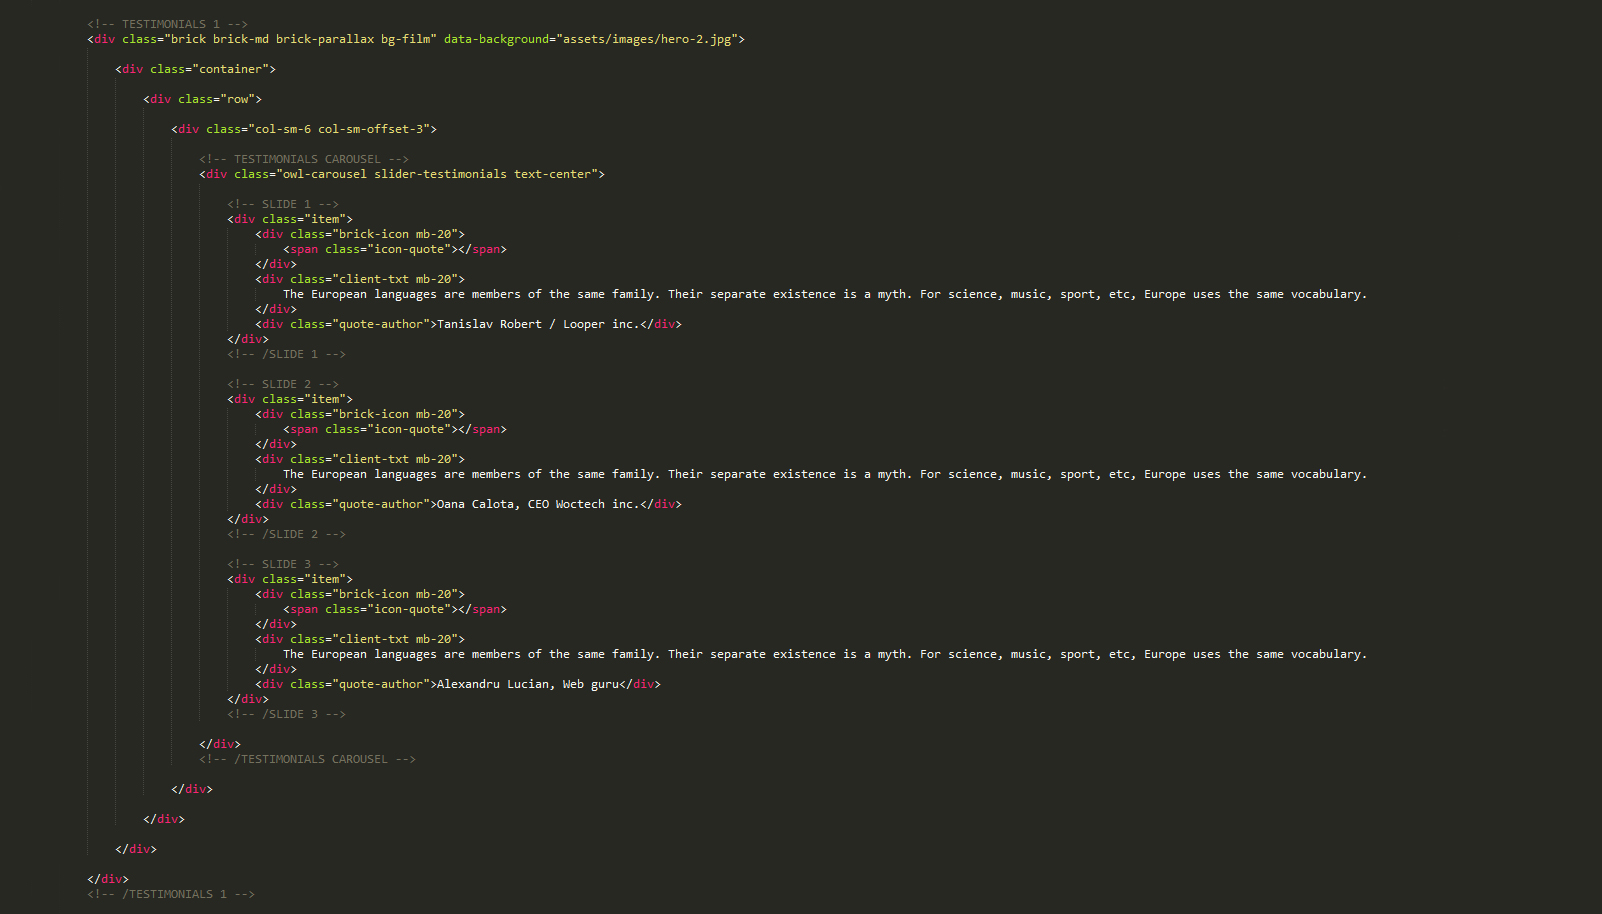 <!-- TESTIMONIALS 1 -->
<div class="brick brick-md brick-parallax bg-film" data-background="assets/images/hero-2.jpg">
<div class="container">
<div class="row">
<div class="col-sm-6 col-sm-offset-3">
<!-- TESTIMONIALS CAROUSEL -->
<div class="owl-carousel slider-testimonials text-center">
<!-- SLIDE 1 -->
<div class="item">
<div class="brick-icon mb-20">
<span class="icon-quote"></span>
</div>
<div class="client-txt mb-20">
The European languages are members of the same family. Their separate existence is a myth. For science, music, sport, etc, Europe uses the same vocabulary.
</div>
<div class="quote-author">Tanislav Robert / Looper inc.</div>
</div>
<!-- /SLIDE 1 -->
<!-- SLIDE 2 -->
<div class="item">
<div class="brick-icon mb-20">
<span class="icon-quote"></span>
</div>
<div class="client-txt mb-20">
The European languages are members of the same family. Their separate existence is a myth. For science, music, sport, etc, Europe uses the same vocabulary.
</div>
<div class="quote-author">Oana Calota, CEO Woctech inc.</div>
</div>
<!-- /SLIDE 2 -->
<!-- SLIDE 3 -->
<div class="item">
<div class="brick-icon mb-20">
<span class="icon-quote"></span>
</div>
<div class="client-txt mb-20">
The European languages are members of the same family. Their separate existence is a myth. For science, music, sport, etc, Europe uses the same vocabulary.
</div>
<div class="quote-author">Alexandru Lucian, Web guru</div>
</div>
<!-- /SLIDE 3 -->
</div>
<!-- /TESTIMONIALS CAROUSEL -->
</div>
</div>
</div>
</div>
<!-- /TESTIMONIALS 1 -->